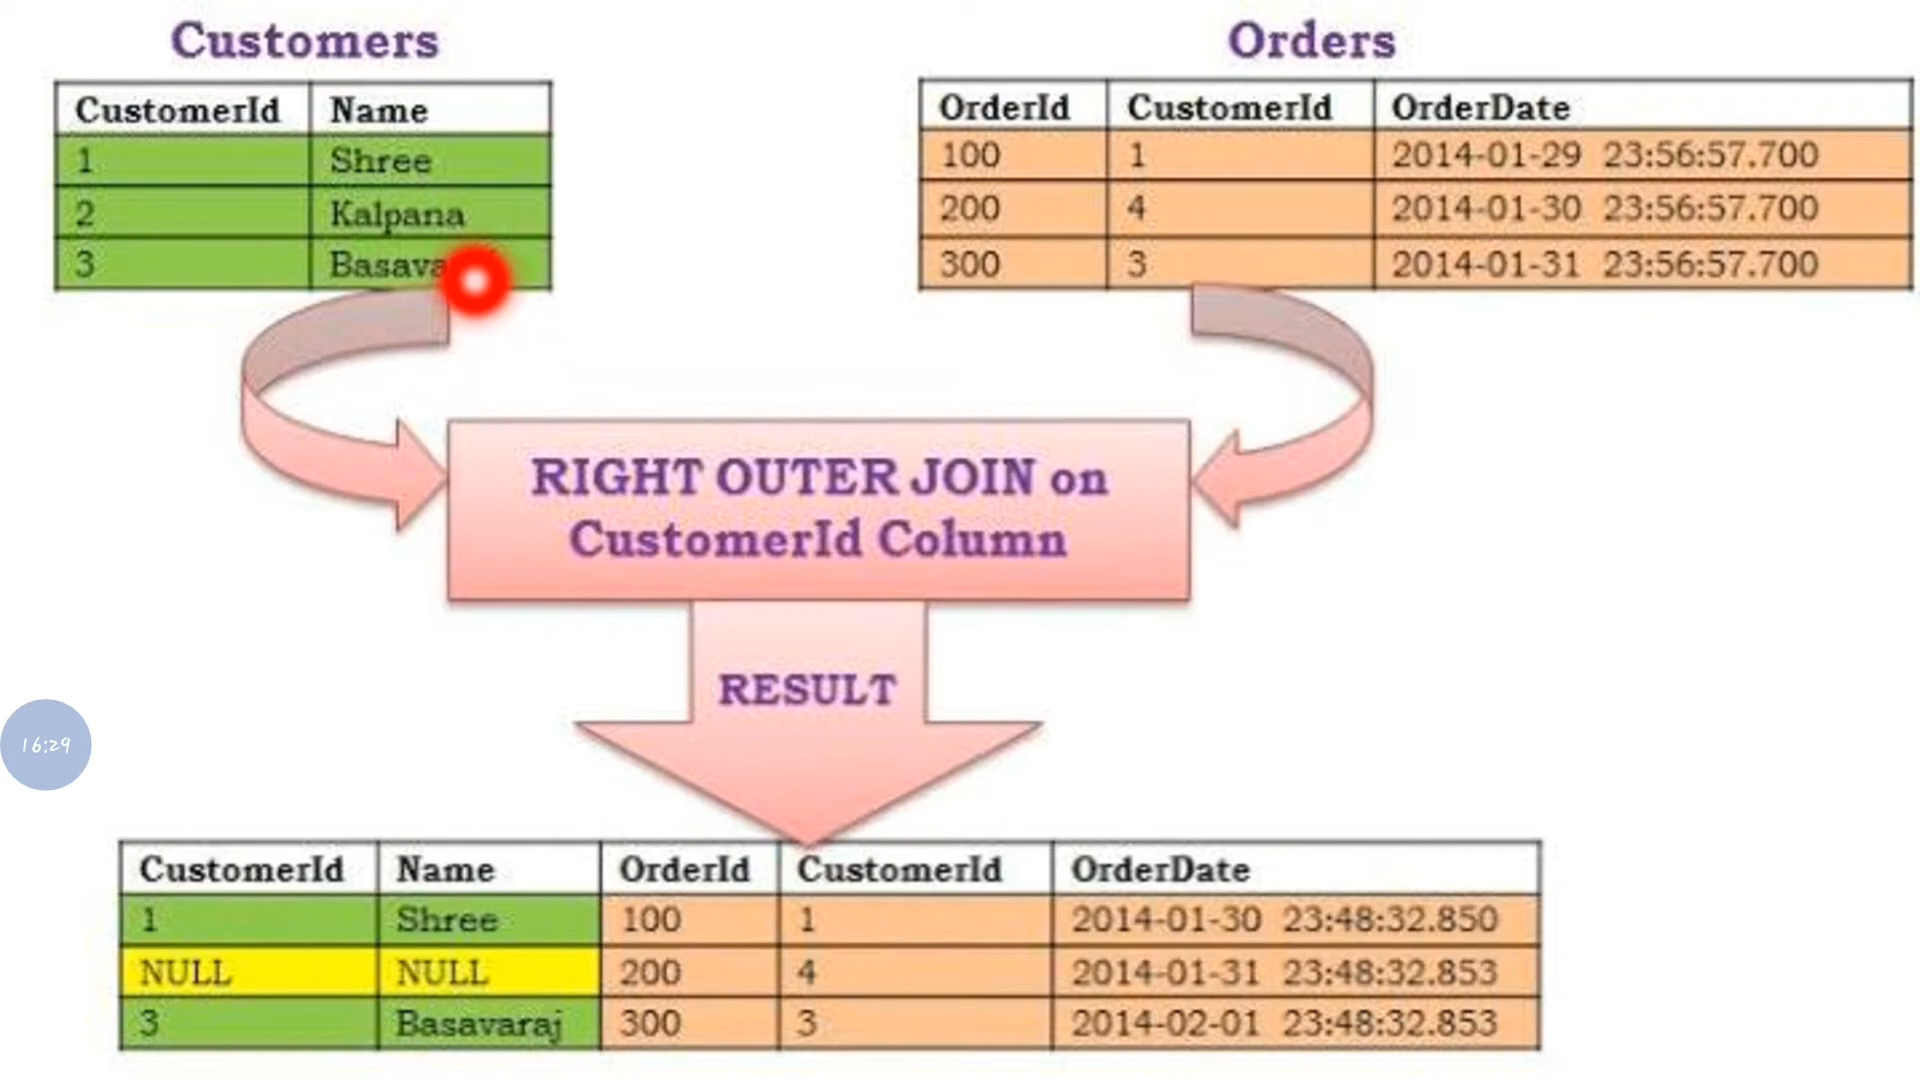 Customers
CustomerId Name
1 Shree
2 Kalpana
3
Orders
OrderId CustomerId OrderDate
100 1 2014-01-29 23:56:57.700
200 4 2014-01-30 23:56:57.700
300 3 2014-01-31 23:56:57.700
RIGHT OUTER JOIN on
CustomerId Column
RESULT
16:29
CustomerId Name OrderId CustomerId OrderDate
1 Shree 100 1 2014-01-30 23:48:32.850
NULL NULL 200 4 2014-01-31 23:48:32.853
3 Basavaraj 300 3 2014-02-01 23:48:32.853